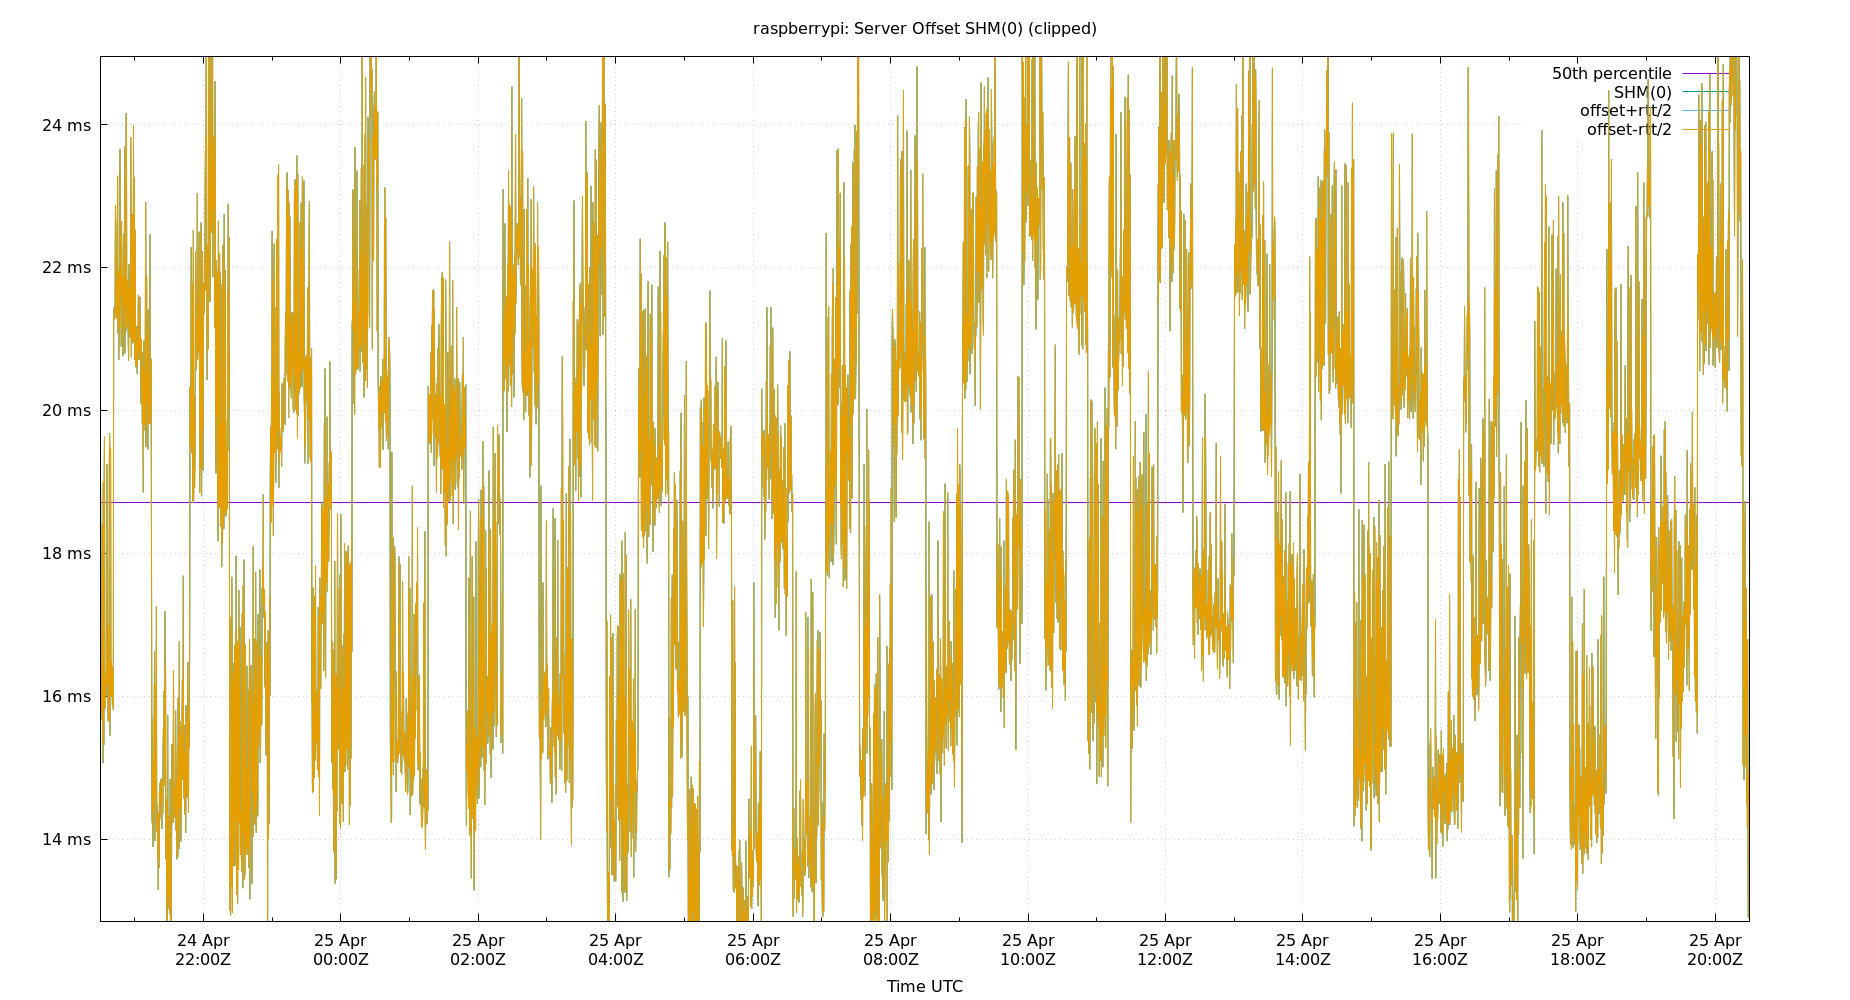 raspberrypi: Server Offset SHM(0) (clipped)
50th percentile
SHM(0)
offset+rtt/2
offset-rtt/2
24 ms
22 ms
20 ms
18 ms
16 ms
14 ms
24 Apr 25 Apr 25 Apr 25 Apr 25 Apr 25 Apr 25 Apr 25 Apr 25 Apr 25 Apr 25 Apr 25 Apr
22:00Z 00:00Z 02:00Z 04:00Z 06:00Z 08:00Z 10:00Z 12:00Z 14:00Z 16:00Z 18:00Z 20:00Z
Time UTC